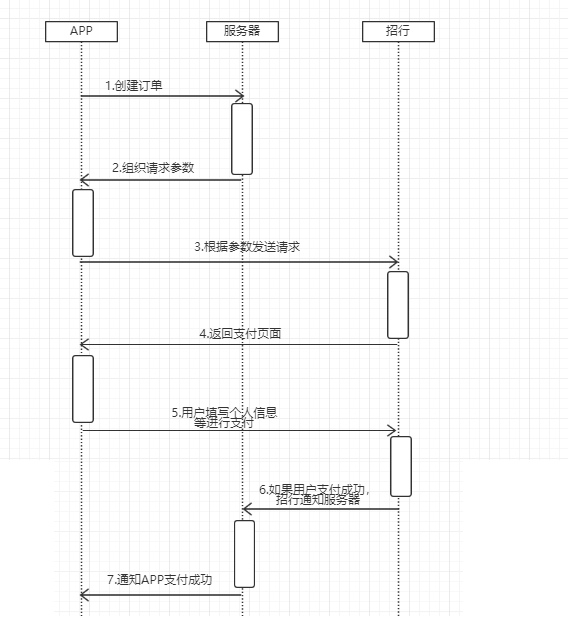 APP
服务器
招行
1.创建订单
2.组织请求参数
3.根据参数发送请求
4.返回支付页面
5.用户填写个人信息
等进行支付
6.如果用户支付成功，
招行通知服务器
7.通知APP支付成功